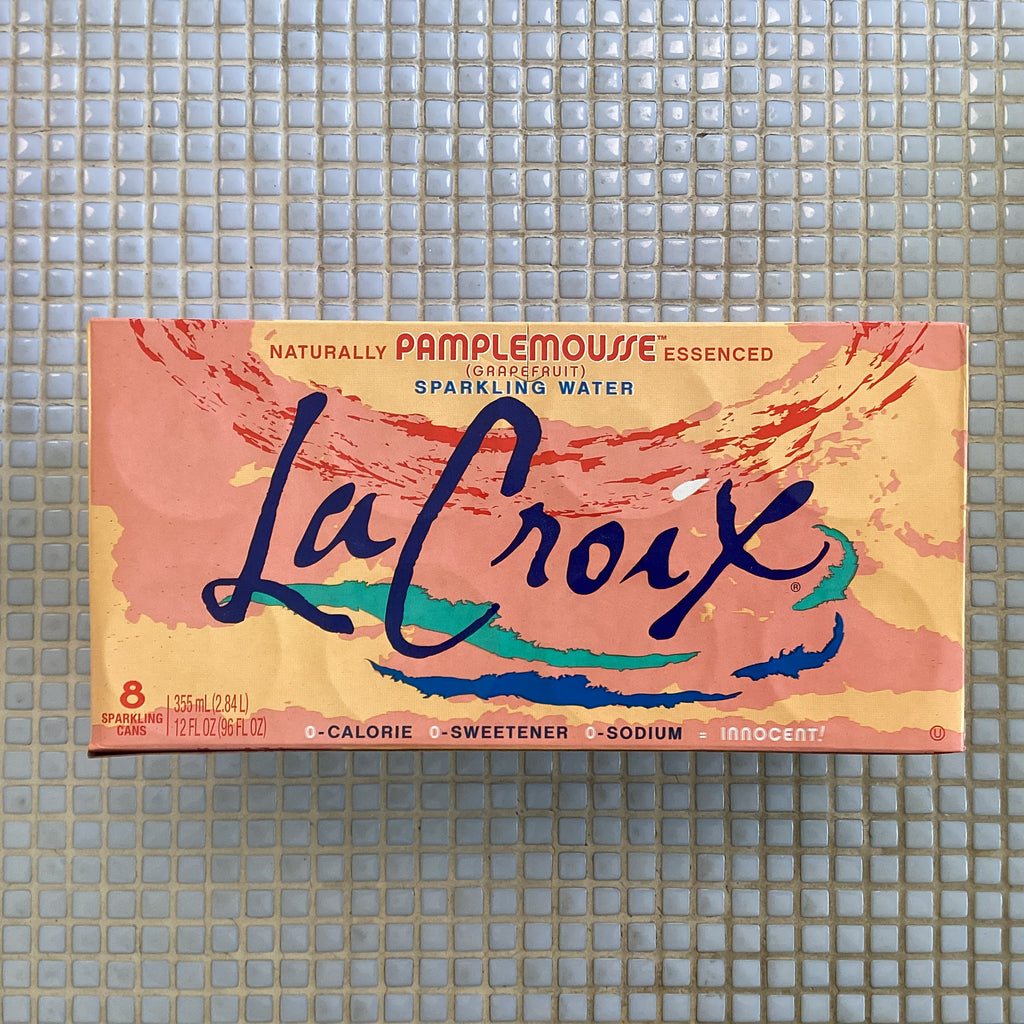 NATURALLY PAMPLEMOUSSE™ ESSENCED
(GRAPEFRUIT)
SPARKLING WATER
LaCroix®
8
SPARKLING
CANS
355 mL (2.84 L)
12 FL OZ (96 FL OZ)
0-CALORIE 0-SWEETENER 0-SODIUM = INNOCENT!
U